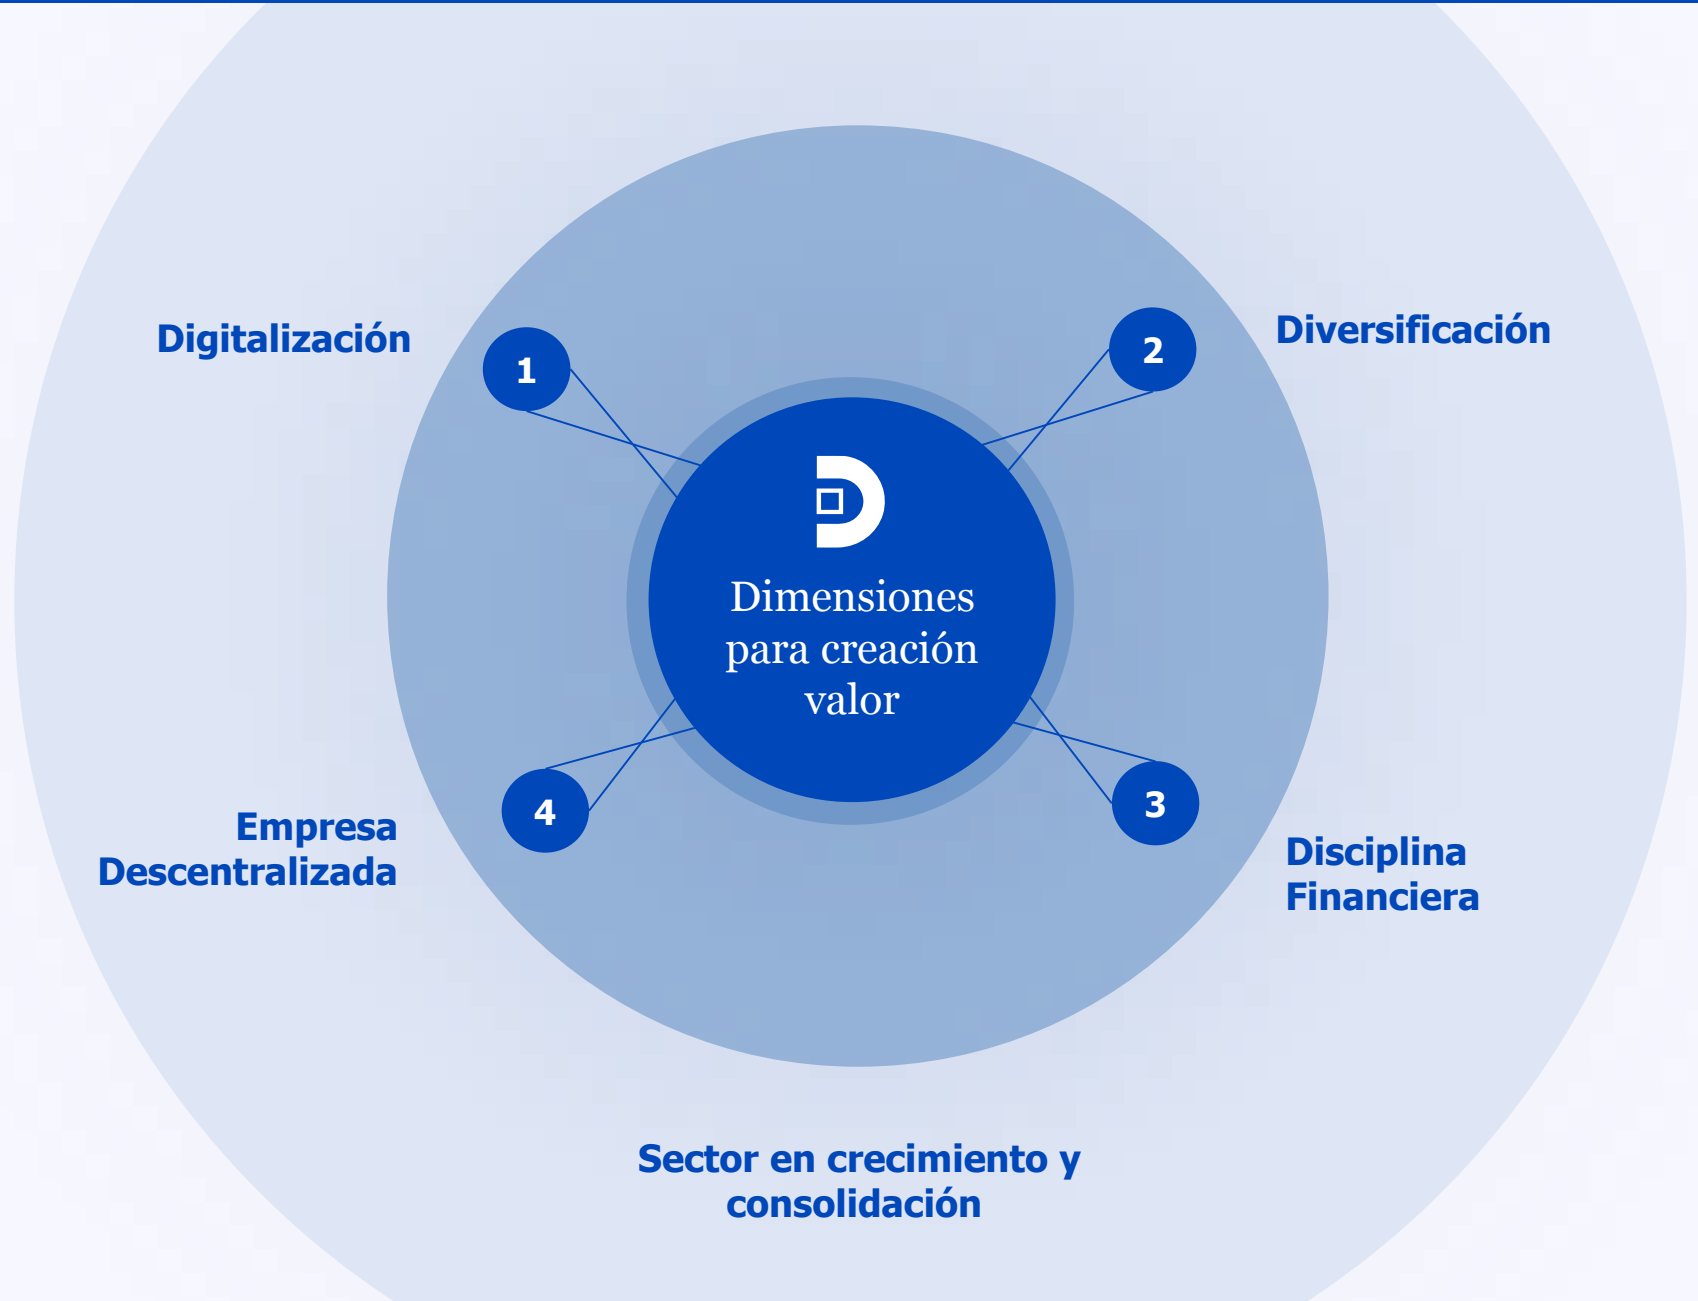 Digitalización
1
2
Diversificación
Dimensiones
para creación
valor
Empresa
Descentralizada
4
3
Disciplina
Financiera
Sector en crecimiento y
consolidación